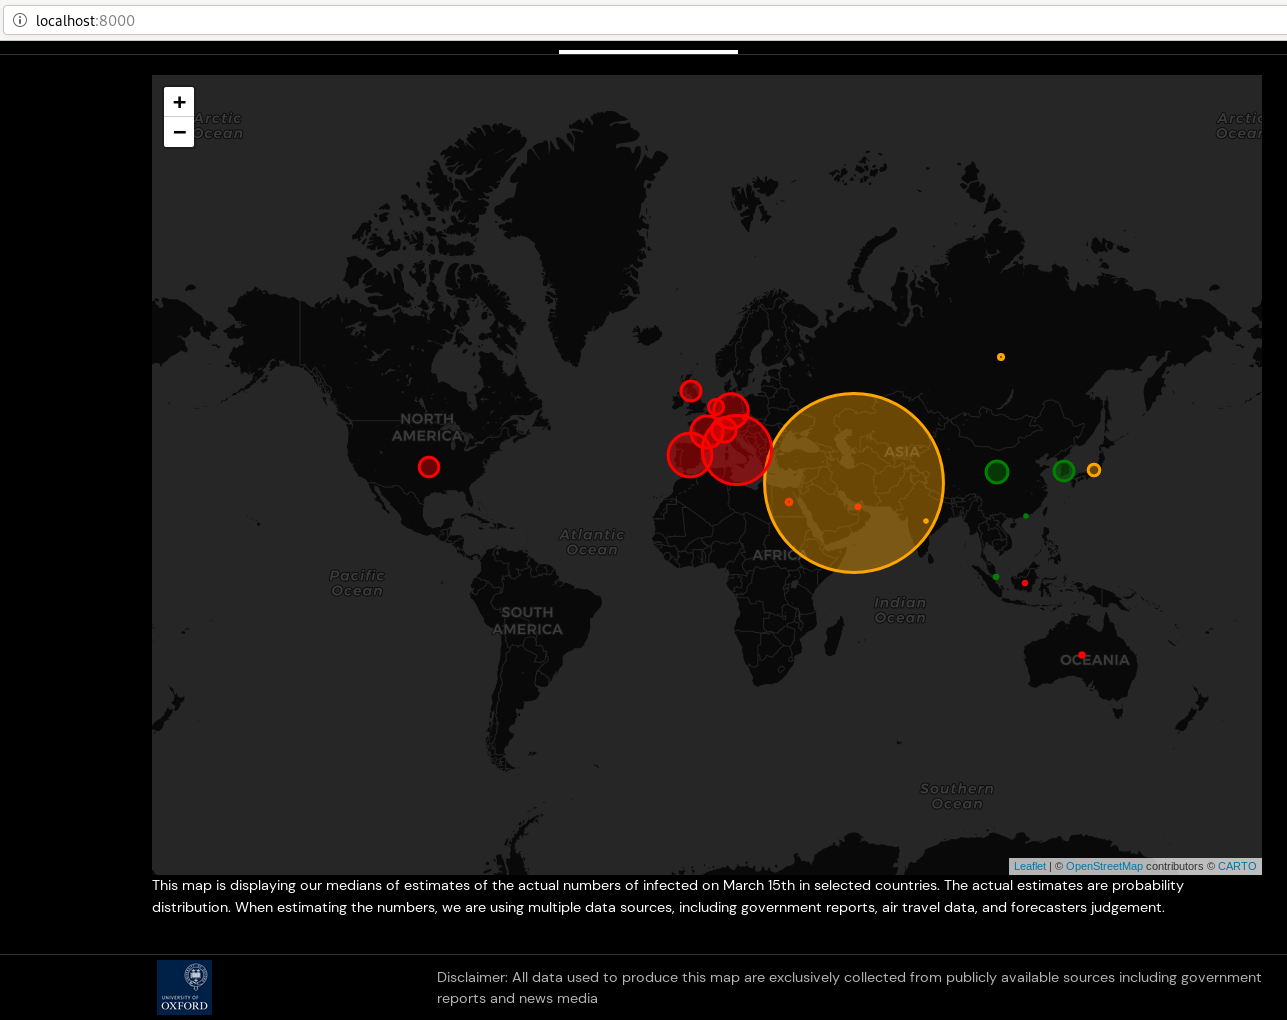 localhost:8000
+
−
Arctic
Ocean
Arctic
Ocean
NORTH
AMERICA
ASIA
Atlantic
Ocean
AFRICA
Pacific
Ocean
Indian
Ocean
SOUTH
AMERICA
OCEANIA
Southern
Ocean
Leaflet | © OpenStreetMap contributors © CARTO
This map is displaying our medians of estimates of the actual numbers of infected on March 15th in selected countries. The actual estimates are probability
distribution. When estimating the numbers, we are using multiple data sources, including government reports, air travel data, and forecasters judgement.
UNIVERSITY OF
OXFORD
Disclaimer: All data used to produce this map are exclusively collected from publicly available sources including government
reports and news media